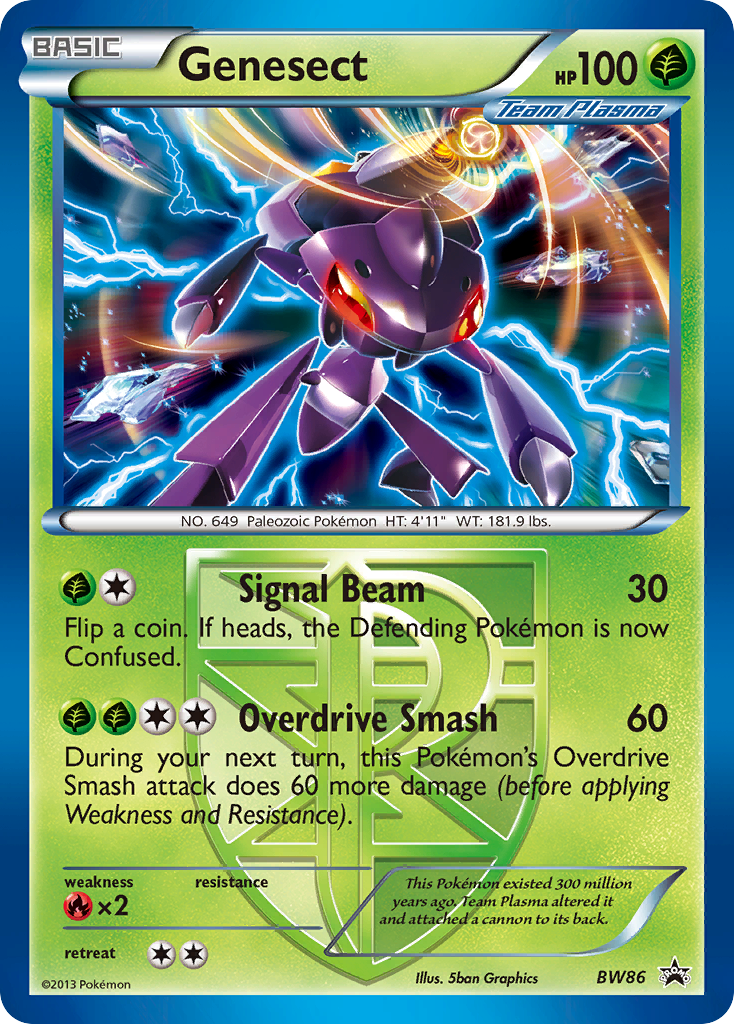 BASIC
Genesect
HP100
Team Plasma
NO. 649 Paleozoic Pokémon HT: 4'11" WT: 181.9 lbs.
Signal Beam 30
Flip a coin. If heads, the Defending Pokémon is now
Confused.
Overdrive Smash 60
During your next turn, this Pokémon's Overdrive
Smash attack does 60 more damage (before applying
Weakness and Resistance).
weakness resistance
×2
This Pokémon existed 300 million
years ago. Team Plasma altered it
and attached a cannon to its back.
retreat
©2013 Pokémon
Illus. 5ban Graphics
BW86
PROMO